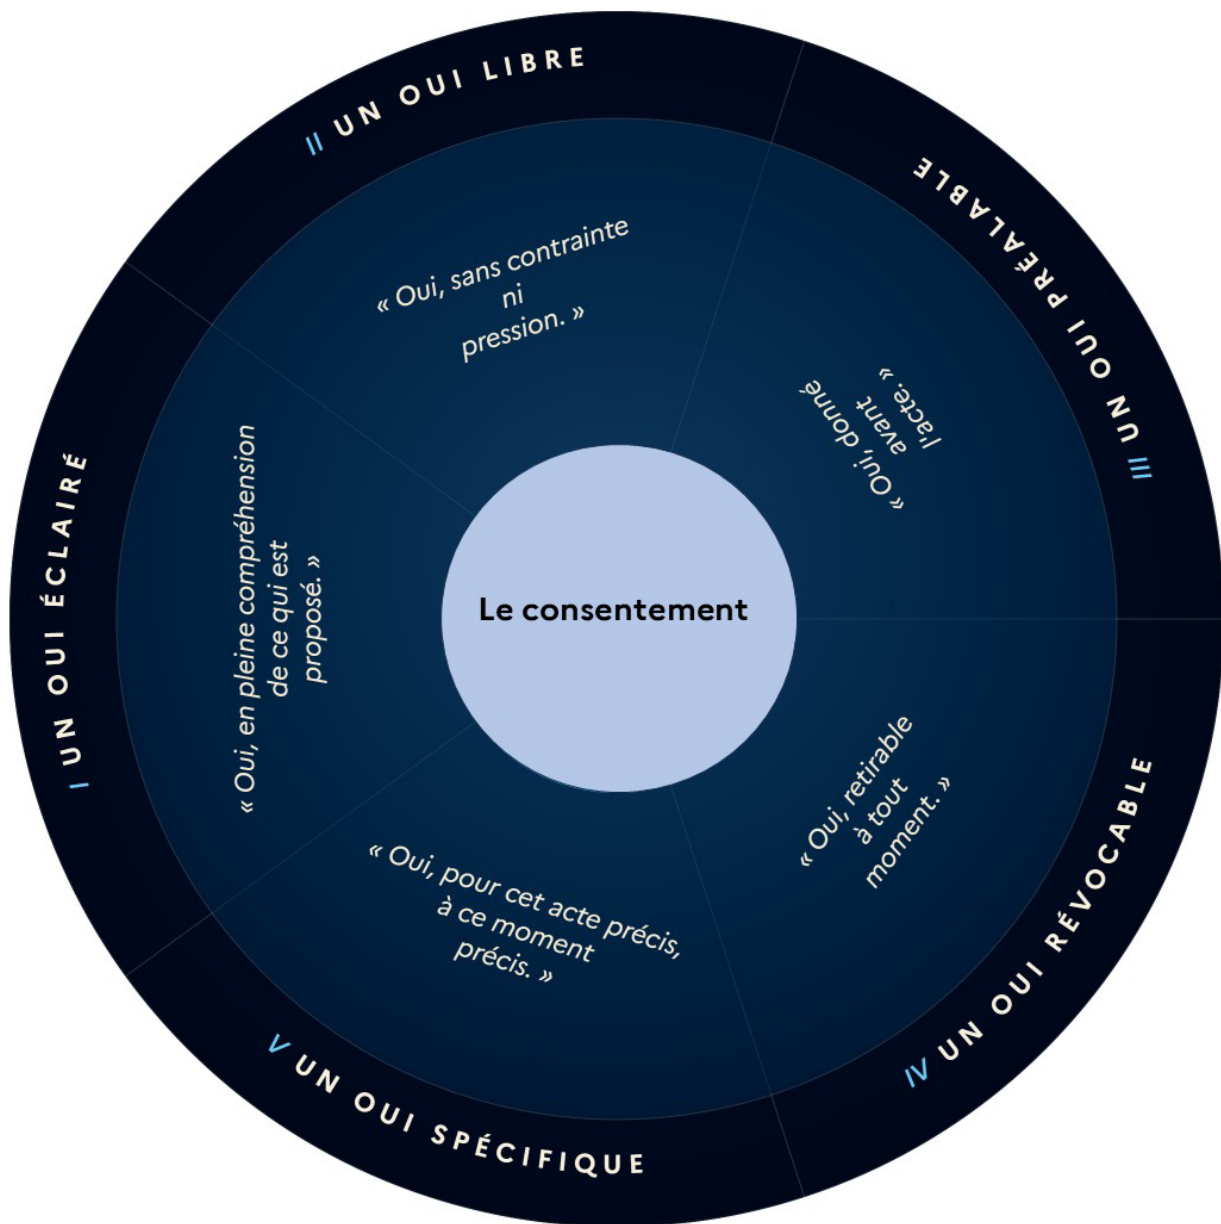 Le consentement
I UN OUI ÉCLAIRÉ
« Oui, en pleine compréhension
de ce qui est
proposé. »
II UN OUI LIBRE
« Oui, sans contrainte
ni
pression. »
III UN OUI PRÉALABLE
« Oui, donné
avant
l'acte. »
IV UN OUI RÉVOCABLE
« Oui, retirable
à tout
moment. »
V UN OUI SPÉCIFIQUE
« Oui, pour cet acte précis,
à ce moment
précis. »